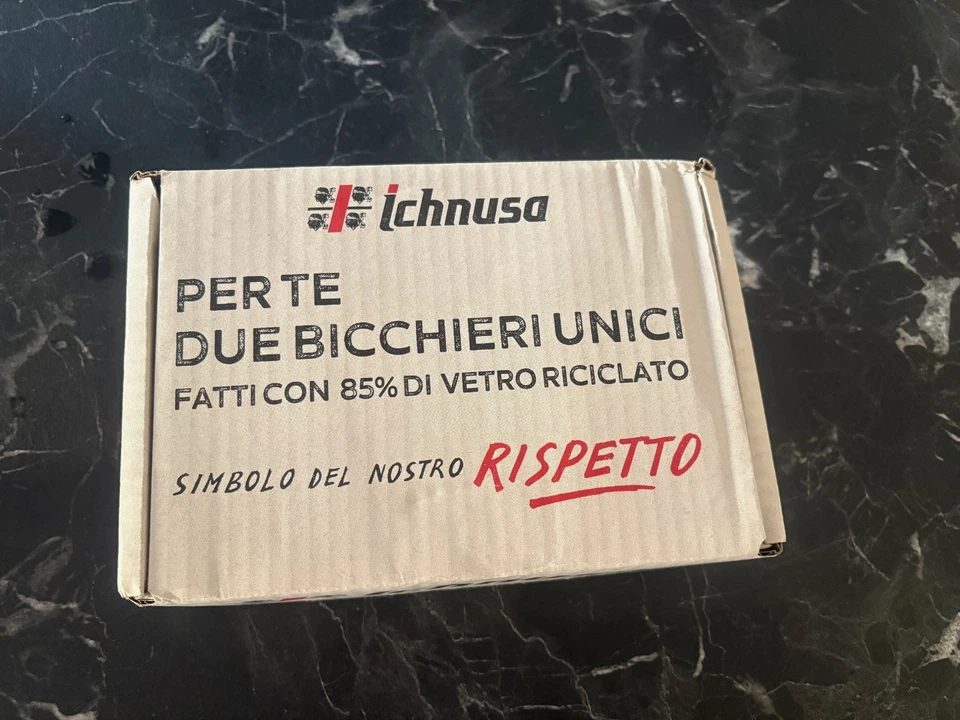 ichnusa
PER TE
DUE BICCHIERI UNICI
FATTI CON 85% DI VETRO RICICLATO
SIMBOLO DEL NOSTRO RISPETTO